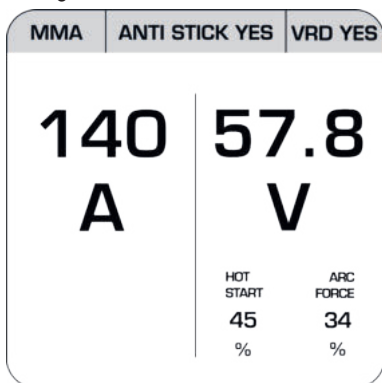 MMA ANTI STICK YES VRD YES
140 57.8
A V
HOT ARC
START FORCE
45 34
% %